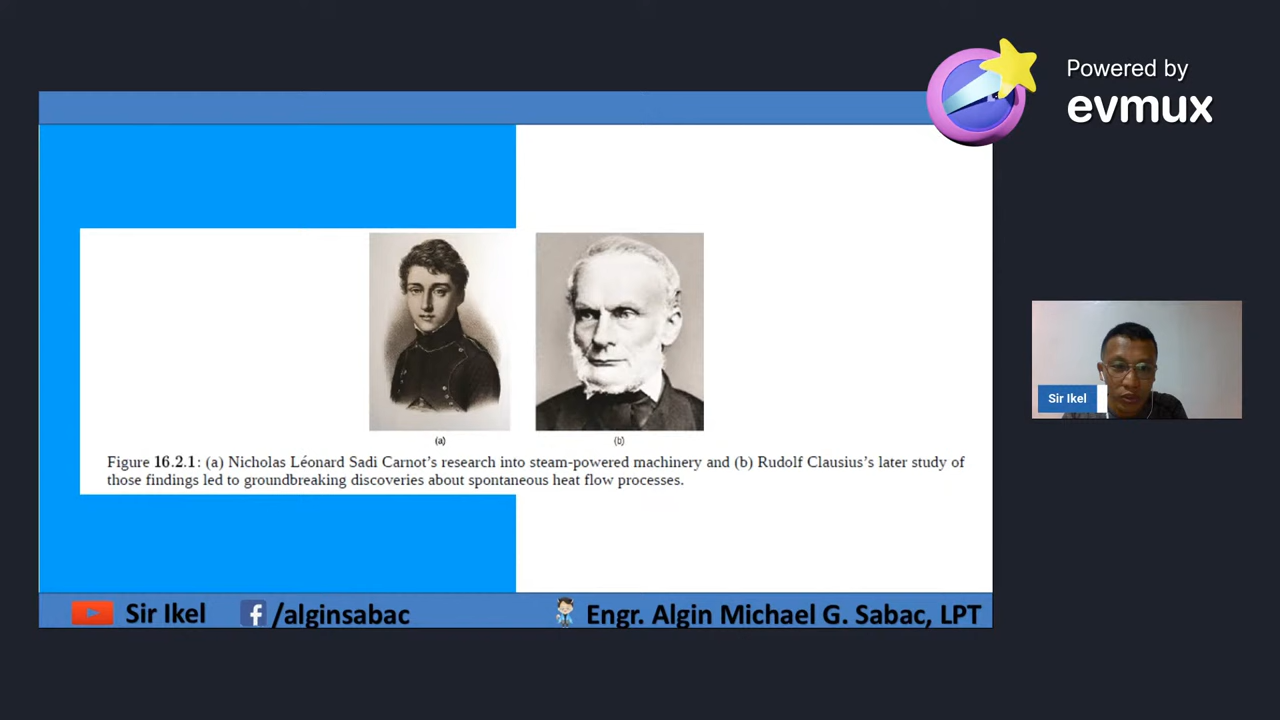 Powered by
evmux
(a)
(b)
Figure 16.2.1: (a) Nicholas Léonard Sadi Carnot’s research into steam-powered machinery and (b) Rudolf Clausius’s later study of
those findings led to groundbreaking discoveries about spontaneous heat flow processes.
Sir Ikel
Sir Ikel
/alginsabac
Engr. Algin Michael G. Sabac, LPT